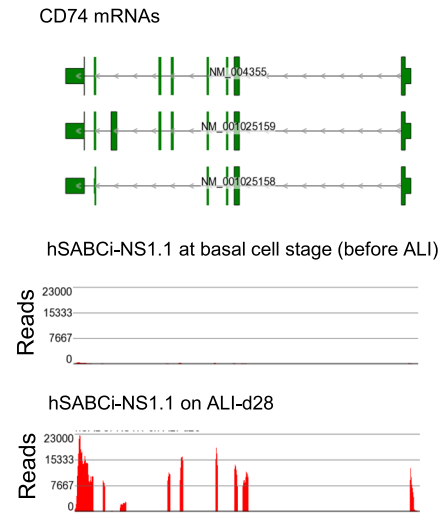 CD74 mRNAs
NM_004355
NM_001025159
NM_001025158
hSABCi-NS1.1 at basal cell stage (before ALI)
Reads
23000
15333
7667
0
hSABCi-NS1.1 on ALI-d28
Reads
23000
15333
7667
0